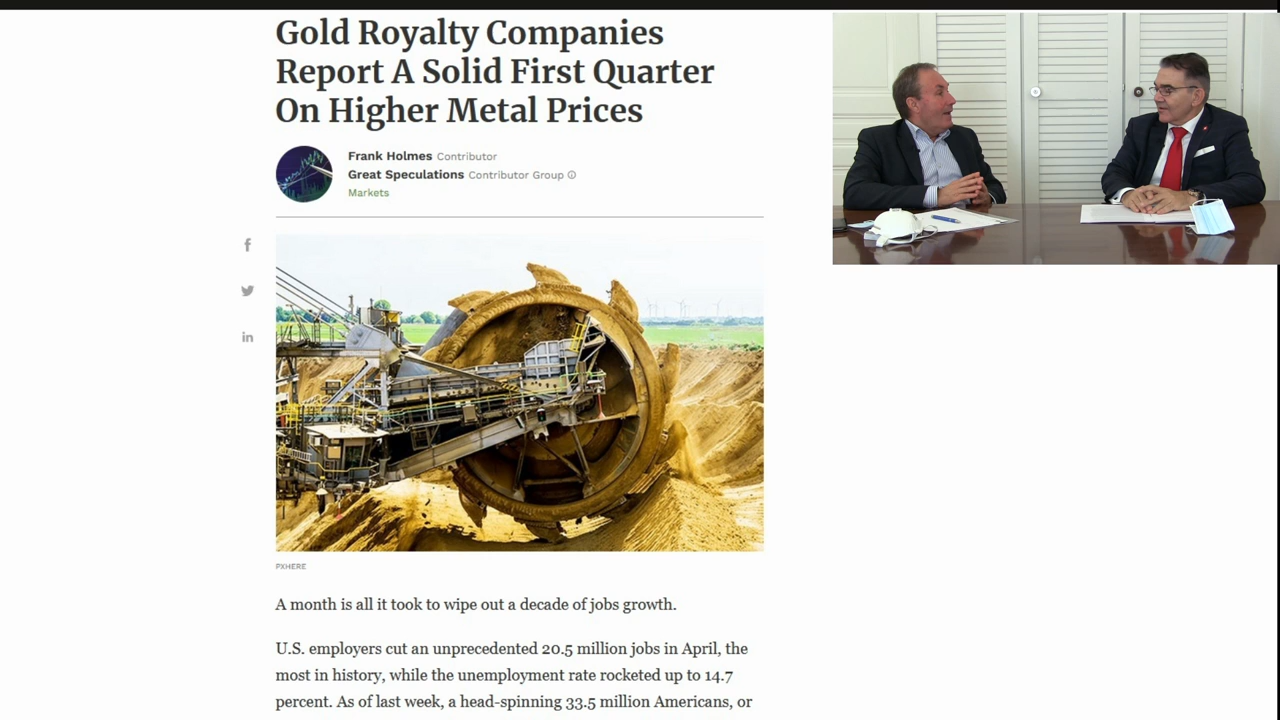 Gold Royalty Companies
Report A Solid First Quarter
On Higher Metal Prices
Frank Holmes Contributor
Great Speculations Contributor Group
Markets
PXHERE
A month is all it took to wipe out a decade of jobs growth.
U.S. employers cut an unprecedented 20.5 million jobs in April, the
most in history, while the unemployment rate rocketed up to 14.7
percent. As of last week, a head-spinning 33.5 million Americans, or